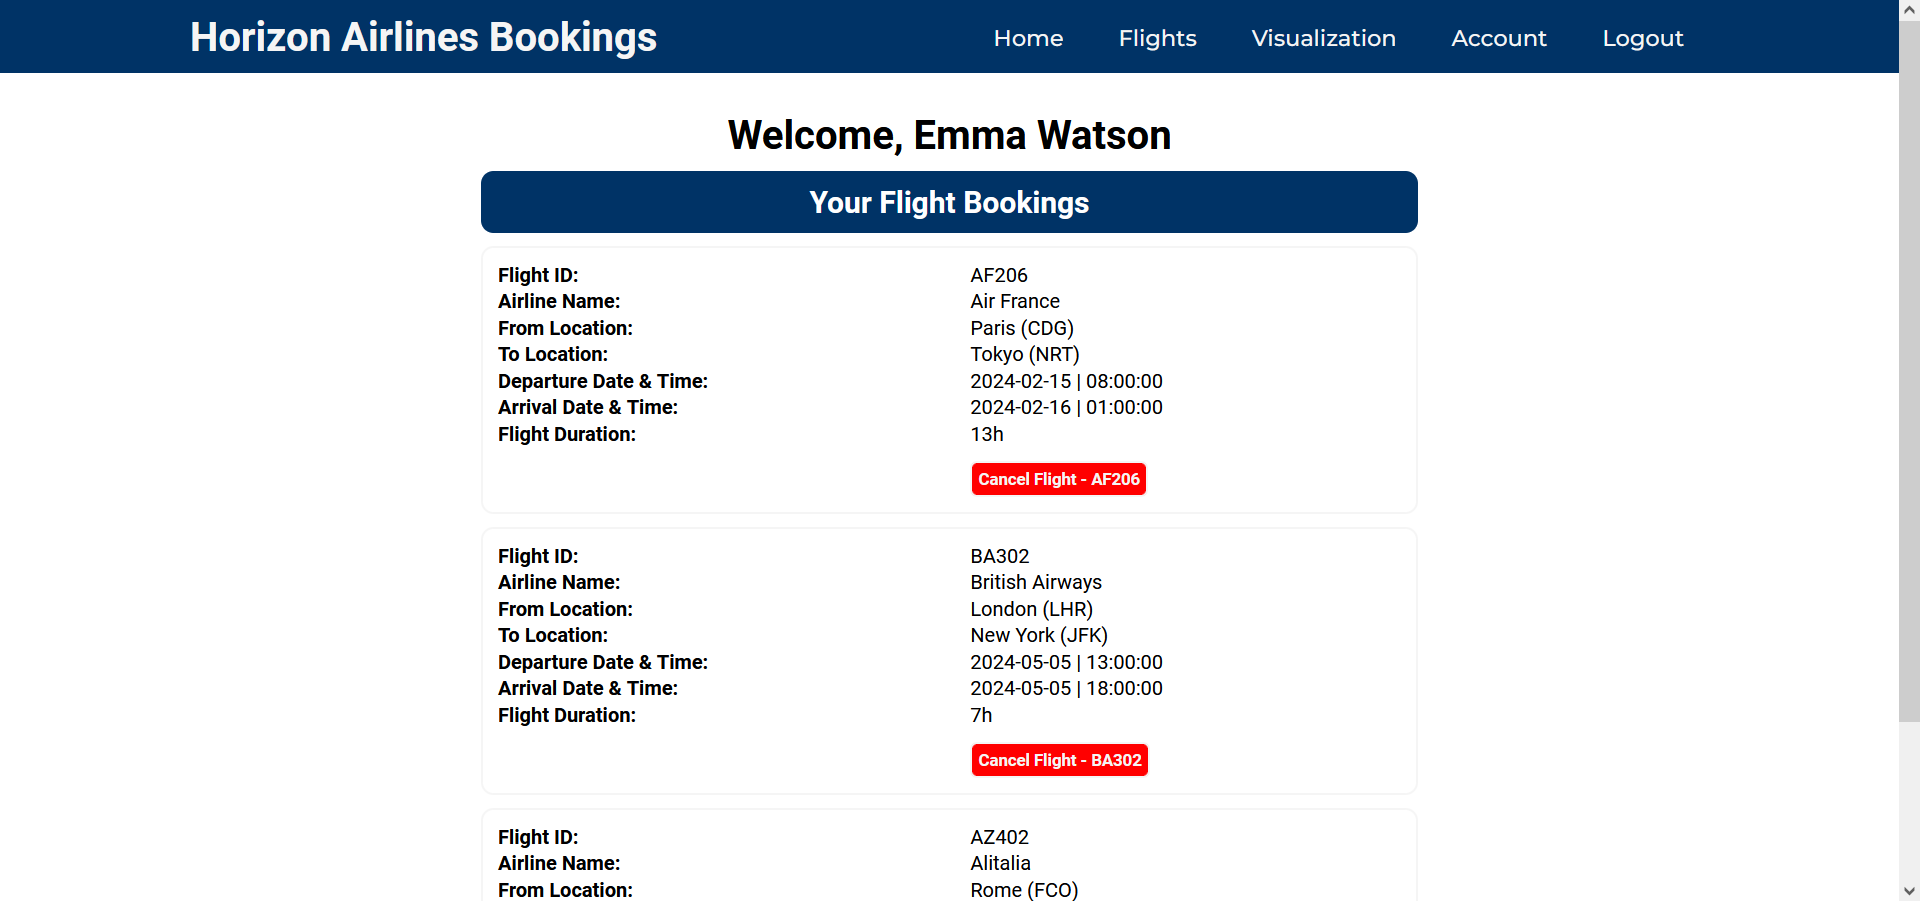 Horizon Airlines Bookings
Home Flights Visualization Account Logout
Welcome, Emma Watson
Your Flight Bookings
Flight ID: AF206
Airline Name: Air France
From Location: Paris (CDG)
To Location: Tokyo (NRT)
Departure Date & Time: 2024-02-15 | 08:00:00
Arrival Date & Time: 2024-02-16 | 01:00:00
Flight Duration: 13h
Cancel Flight - AF206
Flight ID: BA302
Airline Name: British Airways
From Location: London (LHR)
To Location: New York (JFK)
Departure Date & Time: 2024-05-05 | 13:00:00
Arrival Date & Time: 2024-05-05 | 18:00:00
Flight Duration: 7h
Cancel Flight - BA302
Flight ID: AZ402
Airline Name: Alitalia
From Location: Rome (FCO)